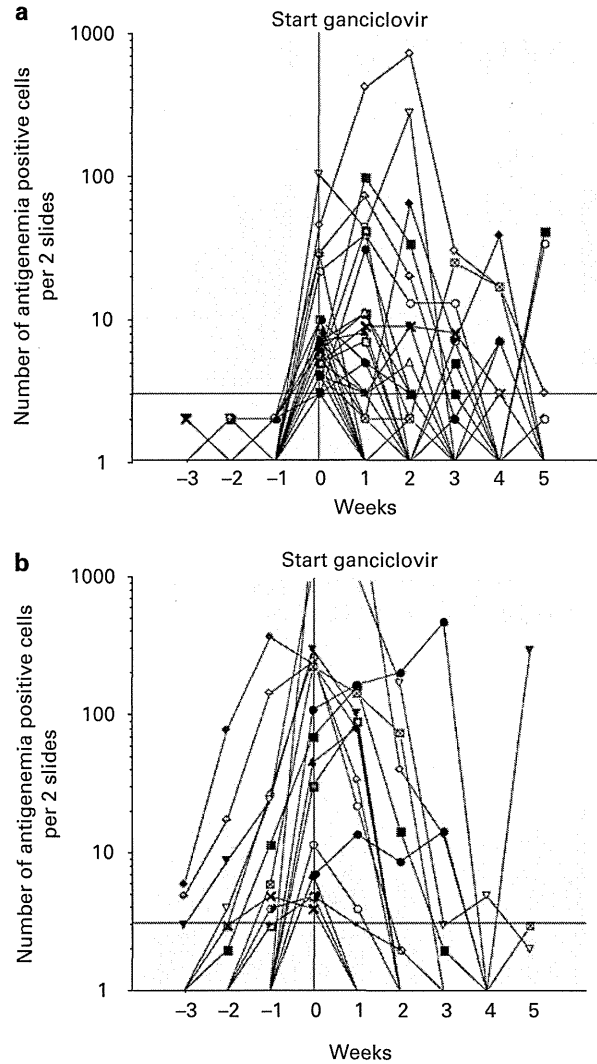 a
Start ganciclovir
Number of antigenemia positive cells
per 2 slides
1000
100
10
1
−3 −2 −1 0 1 2 3 4 5
Weeks
b
Start ganciclovir
Number of antigenemia positive cells
per 2 slides
1000
100
10
1
−3 −2 −1 0 1 2 3 4 5
Weeks